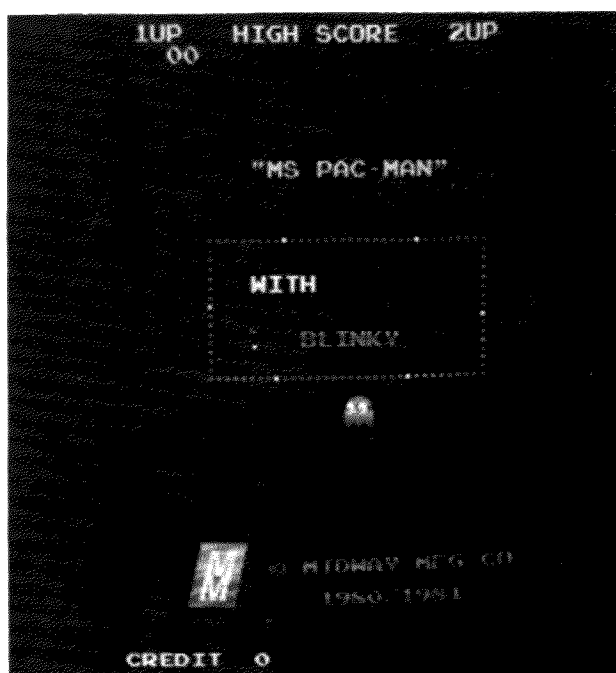 1UP HIGH SCORE 2UP
00
"MS PAC-MAN"
WITH
BLINKY
M
M
© MIDWAY MFG CO
1980/1981
CREDIT 0